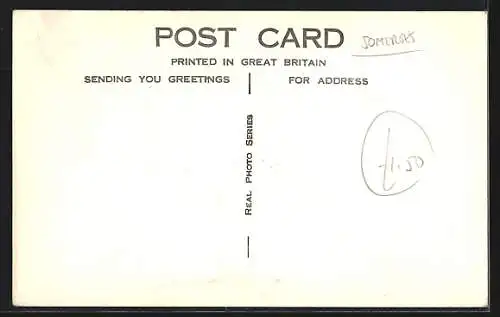 POST CARD
SOMERSET
PRINTED IN GREAT BRITAIN
SENDING YOU GREETINGS
FOR ADDRESS
REAL PHOTO SERIES
1.50